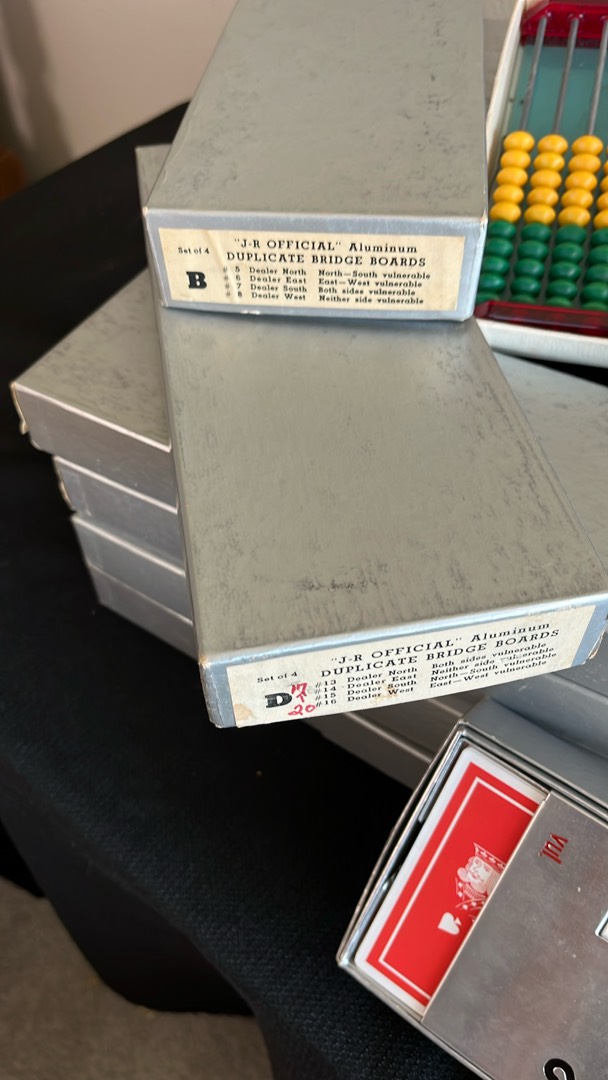 "J-R OFFICIAL" Aluminum
Set of 4 DUPLICATE BRIDGE BOARDS
B
# 5 Dealer North North—South vulnerable
# 6 Dealer East East—West vulnerable
# 7 Dealer South Both sides vulnerable
# 8 Dealer West Neither side vulnerable
"J-R OFFICIAL" Aluminum
Set of 4 DUPLICATE BRIDGE BOARDS
D 17
20
#13 Dealer North Both sides vulnerable
#14 Dealer East Neither side vulnerable
#15 Dealer South North—South vulnerable
#16 Dealer West East—West vulnerable